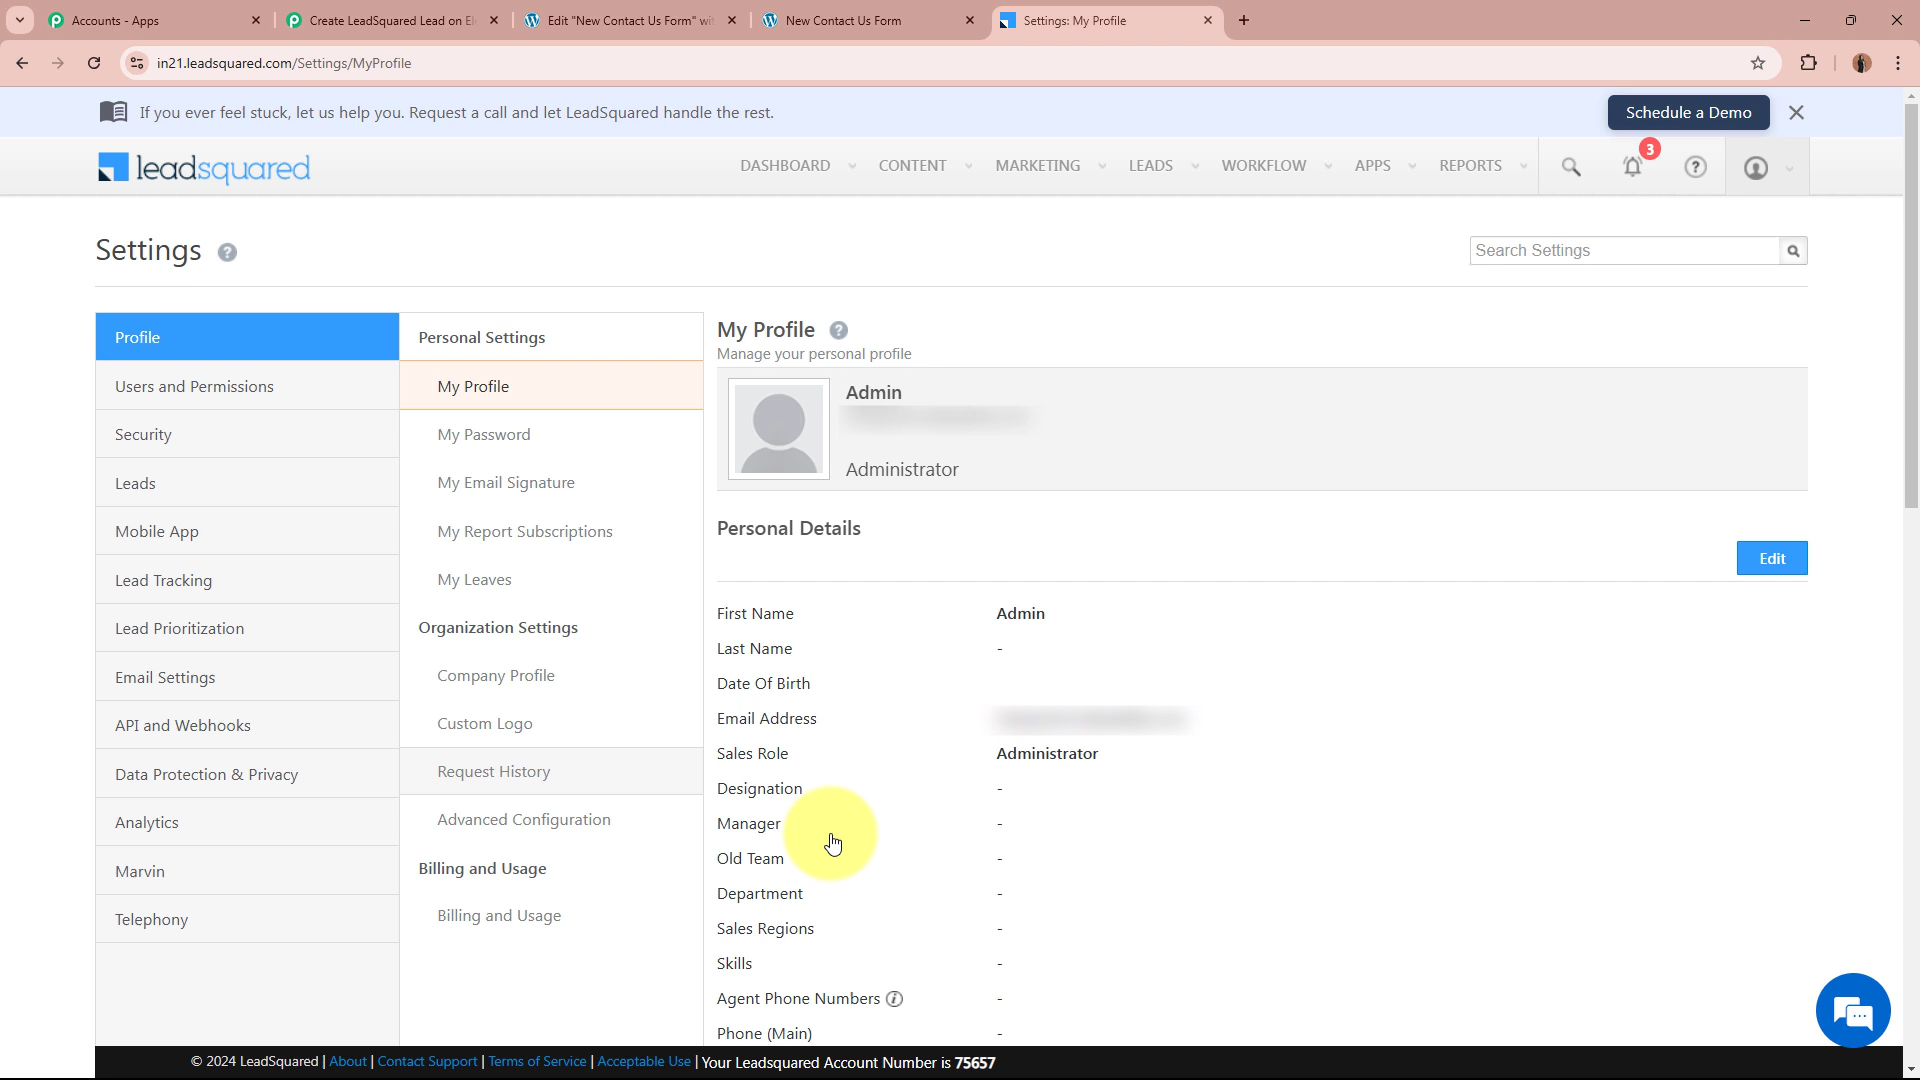 Accounts - Apps
Create LeadSquared Lead on El
Edit "New Contact Us Form" wit
New Contact Us Form
Settings: My Profile
in21.leadsquared.com/Settings/MyProfile
If you ever feel stuck, let us help you. Request a call and let LeadSquared handle the rest.
Schedule a Demo
leadsquared
DASHBOARD
CONTENT
MARKETING
LEADS
WORKFLOW
APPS
REPORTS
3
Settings
Search Settings
Profile
Users and Permissions
Security
Leads
Mobile App
Lead Tracking
Lead Prioritization
Email Settings
API and Webhooks
Data Protection & Privacy
Analytics
Marvin
Telephony
Personal Settings
My Profile
My Password
My Email Signature
My Report Subscriptions
My Leaves
Organization Settings
Company Profile
Custom Logo
Request History
Advanced Configuration
Billing and Usage
Billing and Usage
My Profile
Manage your personal profile
Admin
Administrator
Personal Details
Edit
First Name Admin
Last Name -
Date Of Birth
Email Address
Sales Role Administrator
Designation -
Manager -
Old Team -
Department -
Sales Regions -
Skills -
Agent Phone Numbers -
Phone (Main) -
© 2024 LeadSquared | About | Contact Support | Terms of Service | Acceptable Use | Your Leadsquared Account Number is 75657